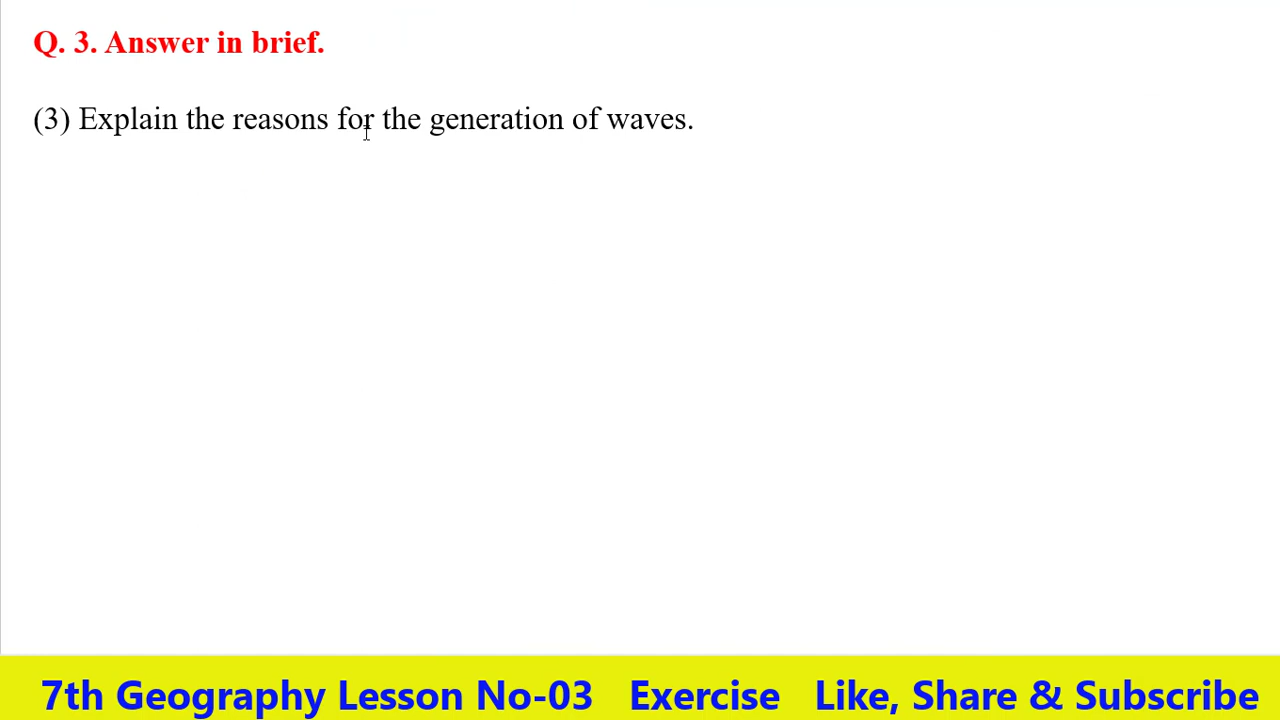 Q. 3. Answer in brief.
(3) Explain the reasons for the generation of waves.
7th Geography Lesson No-03 Exercise Like, Share & Subscribe